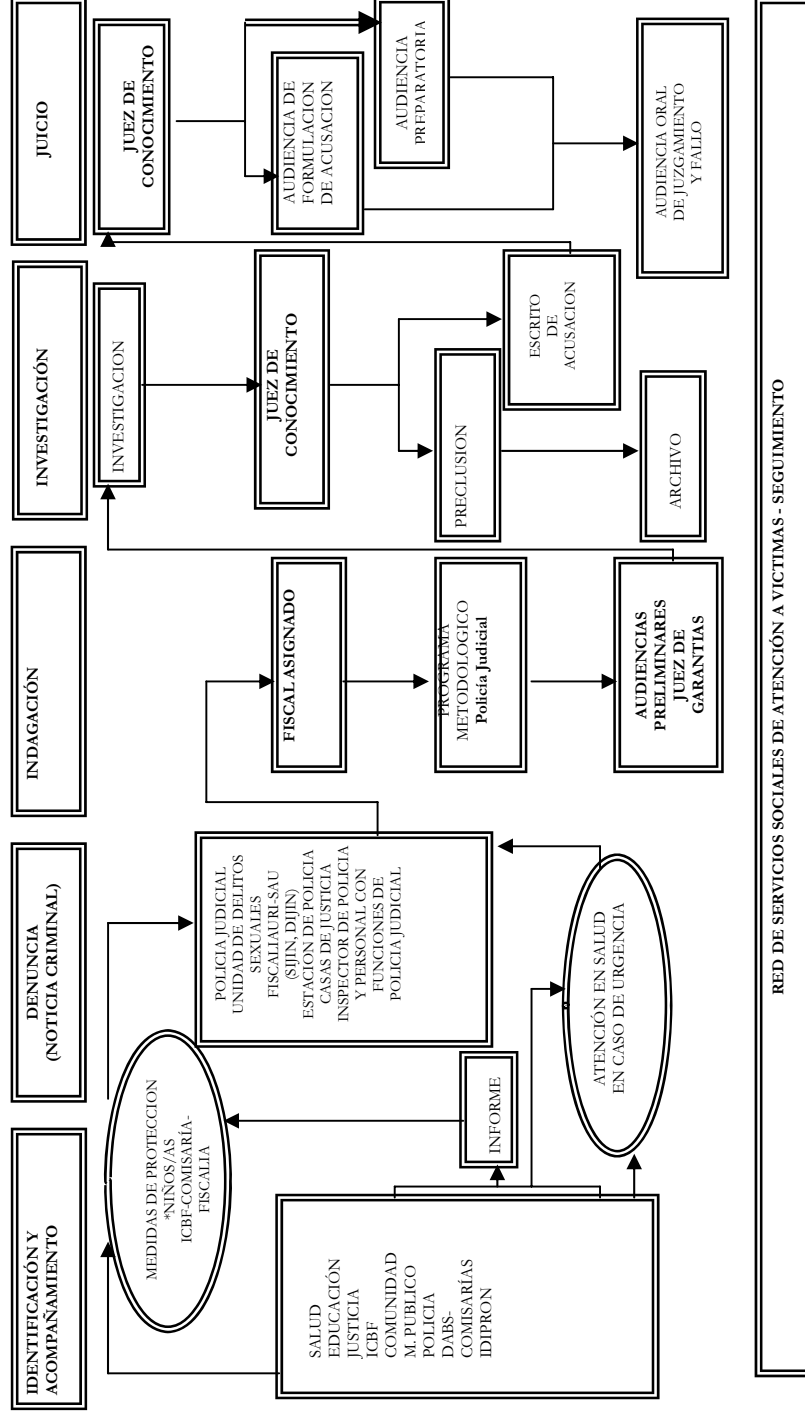 IDENTIFICACIÓN Y
ACOMPAÑAMIENTO
DENUNCIA
(NOTICIA CRIMINAL)
INDAGACIÓN
INVESTIGACIÓN
JUICIO
SALUD
EDUCACIÓN
JUSTICIA
ICBF
COMUNIDAD
M. PUBLICO
POLICIA
DABS-
COMISARÍAS
IDIPRON
MEDIDAS DE PROTECCION
*NIÑOS/AS
ICBF-COMISARÍA-
FISCALIA
INFORME
ATENCIÓN EN SALUD
EN CASO DE URGENCIA
POLICIA JUDICIAL
UNIDAD DE DELITOS
SEXUALES
FISCALIAURI-SAU
(SIJIN, DIJIN)
ESTACION DE POLICIA
CASAS DE JUSTICIA
INSPECTOR DE POLICIA
Y PERSONAL CON
FUNCIONES DE
POLICIA JUDICIAL
FISCAL ASIGNADO
PROGRAMA
METODOLOGICO
Policía Judicial
AUDIENCIAS
PRELIMINARES
JUEZ DE
GARANTIAS
INVESTIGACION
JUEZ DE
CONOCIMIENTO
PRECLUSION
ARCHIVO
ESCRITO
DE
ACUSACION
JUEZ DE
CONOCIMIENTO
AUDIENCIA DE
FORMULACION
DE ACUSACION
AUDIENCIA
PREPARATORIA
AUDIENCIA ORAL
DE JUZGAMIENTO
Y FALLO
RED DE SERVICIOS SOCIALES DE ATENCIÓN A VICTIMAS - SEGUIMIENTO